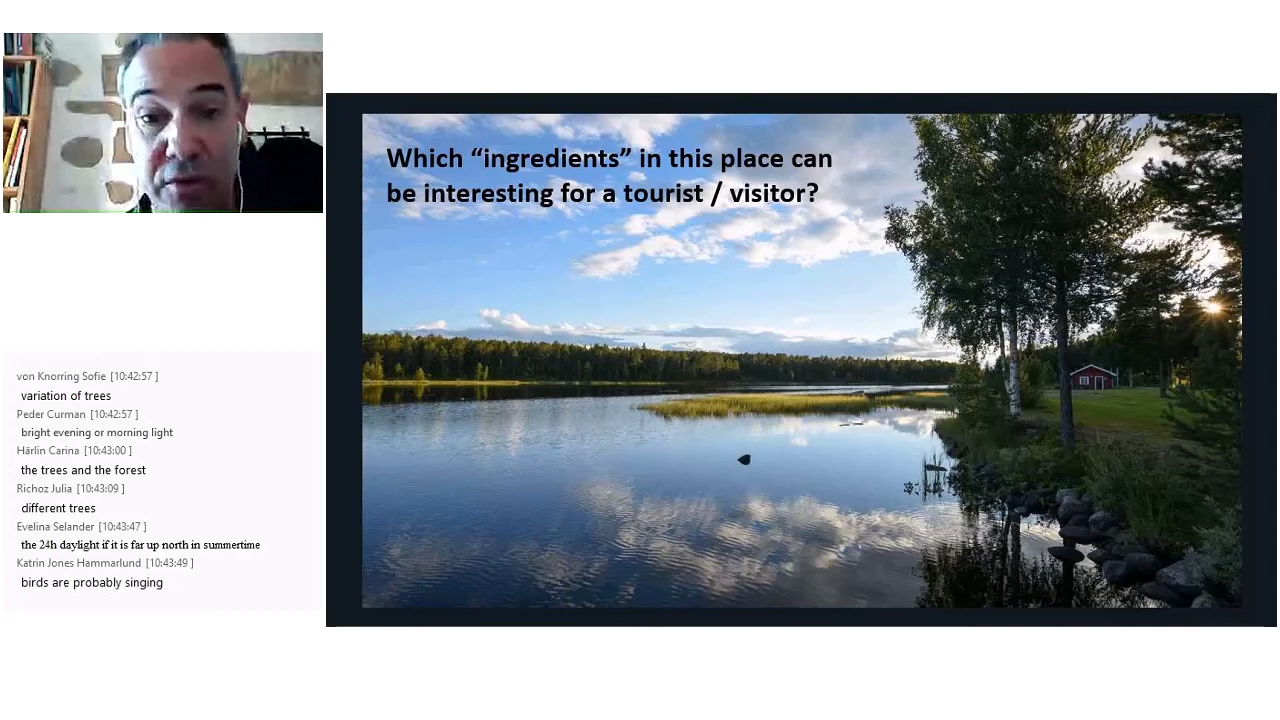 Which “ingredients” in this place can
be interesting for a tourist / visitor?
von Knorring Sofie [10:42:57 ]
variation of trees
Peder Curman [10:42:57 ]
bright evening or morning light
Härlin Carina [10:43:00 ]
the trees and the forest
Richoz Julia [10:43:09 ]
different trees
Evelina Selander [10:43:47 ]
the 24h daylight if it is far up north in summertime
Katrin Jones Hammarlund [10:43:49 ]
birds are probably singing